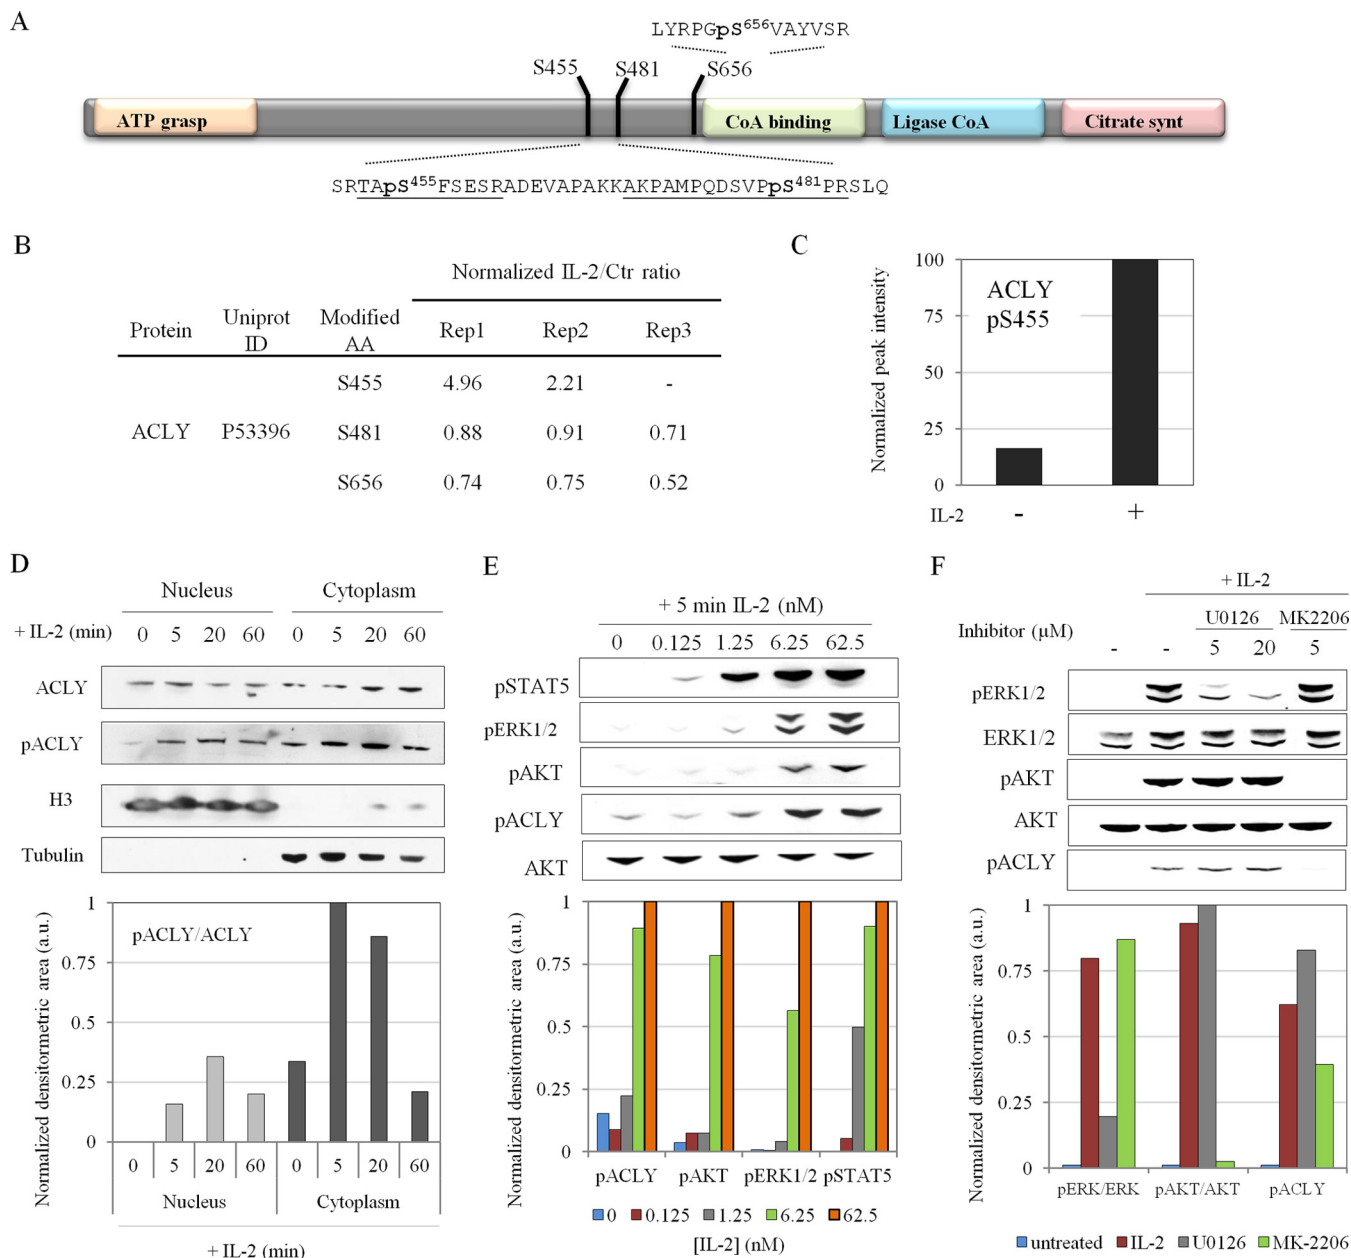 A
LYRPGpS656VAYVSR
S455 S481 S656
ATP grasp CoA binding Ligase CoA Citrate synt
SRTApS455FSESRADEVAPAKKAKPAMPQDSVPPpS481PRSLQ
B
Normalized IL-2/Ctr ratio
Protein Uniprot ID Modified AA Rep1 Rep2 Rep3
S455 4.96 2.21 -
ACLY P53396 S481 0.88 0.91 0.71
S656 0.74 0.75 0.52
C
Normalized peak intensity
100
75
50
25
0
ACLY
pS455
IL-2 - +
D
Nucleus Cytoplasm
+ IL-2 (min) 0 5 20 60 0 5 20 60
ACLY
pACLY
H3
Tubulin
Normalized densitormetric area (a.u.)
1
0.75
0.5
0.25
0
pACLY/ACLY
0 5 20 60 0 5 20 60
Nucleus Cytoplasm
+ IL-2 (min)
E
+ 5 min IL-2 (nM)
0 0.125 1.25 6.25 62.5
pSTAT5
pERK1/2
pAKT
pACLY
AKT
Normalized densitormetric area (a.u.)
1
0.75
0.5
0.25
0
pACLY pAKT pERK1/2 pSTAT5
0 0.125 1.25 6.25 62.5
[IL-2] (nM)
F
+ IL-2
U0126 MK2206
Inhibitor (µM) - - 5 20 5
pERK1/2
ERK1/2
pAKT
AKT
pACLY
Normalized densitormetric area (a.u.)
1
0.75
0.5
0.25
0
pERK/ERK pAKT/AKT pACLY
untreated IL-2 U0126 MK-2206